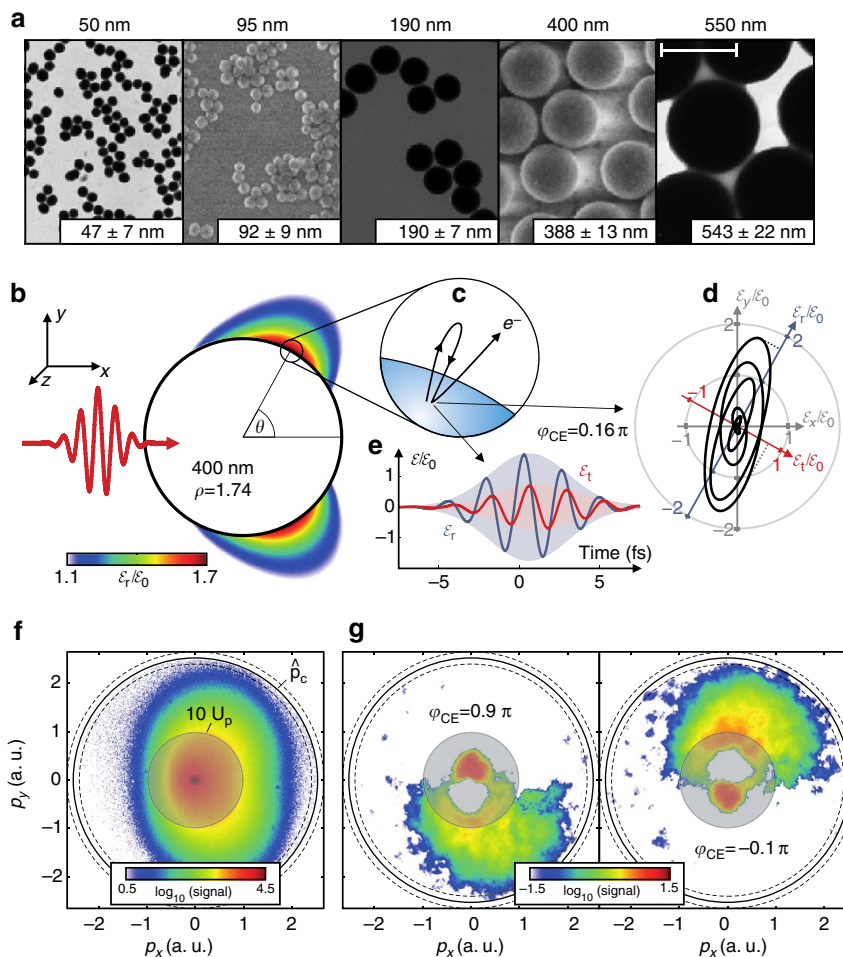 a
50 nm
95 nm
190 nm
400 nm
550 nm
47 ± 7 nm
92 ± 9 nm
190 ± 7 nm
388 ± 13 nm
543 ± 22 nm
b
y
x
z
θ
400 nm
ρ=1.74
1.1
ℰr/ℰ0
1.7
c
e−
φCE=0.16 π
d
ℰy/ℰ0
ℰr/ℰ0
2
2
−1
ℰx/ℰ0
−1
1
1
ℰt/ℰ0
−2
−2
e
ℰ/ℰ0
ℰt
1
0
−1
ℰr
Time (fs)
−5
0
5
f
p̂c
10 Up
2
1
0
−1
−2
py (a. u.)
0.5
4.5
log10 (signal)
−2
−1
0
1
2
px (a. u.)
g
φCE=0.9 π
φCE=−0.1 π
−1.5
1.5
log10 (signal)
−2
−1
0
1
2
px (a. u.)
−2
−1
0
1
2
px (a. u.)